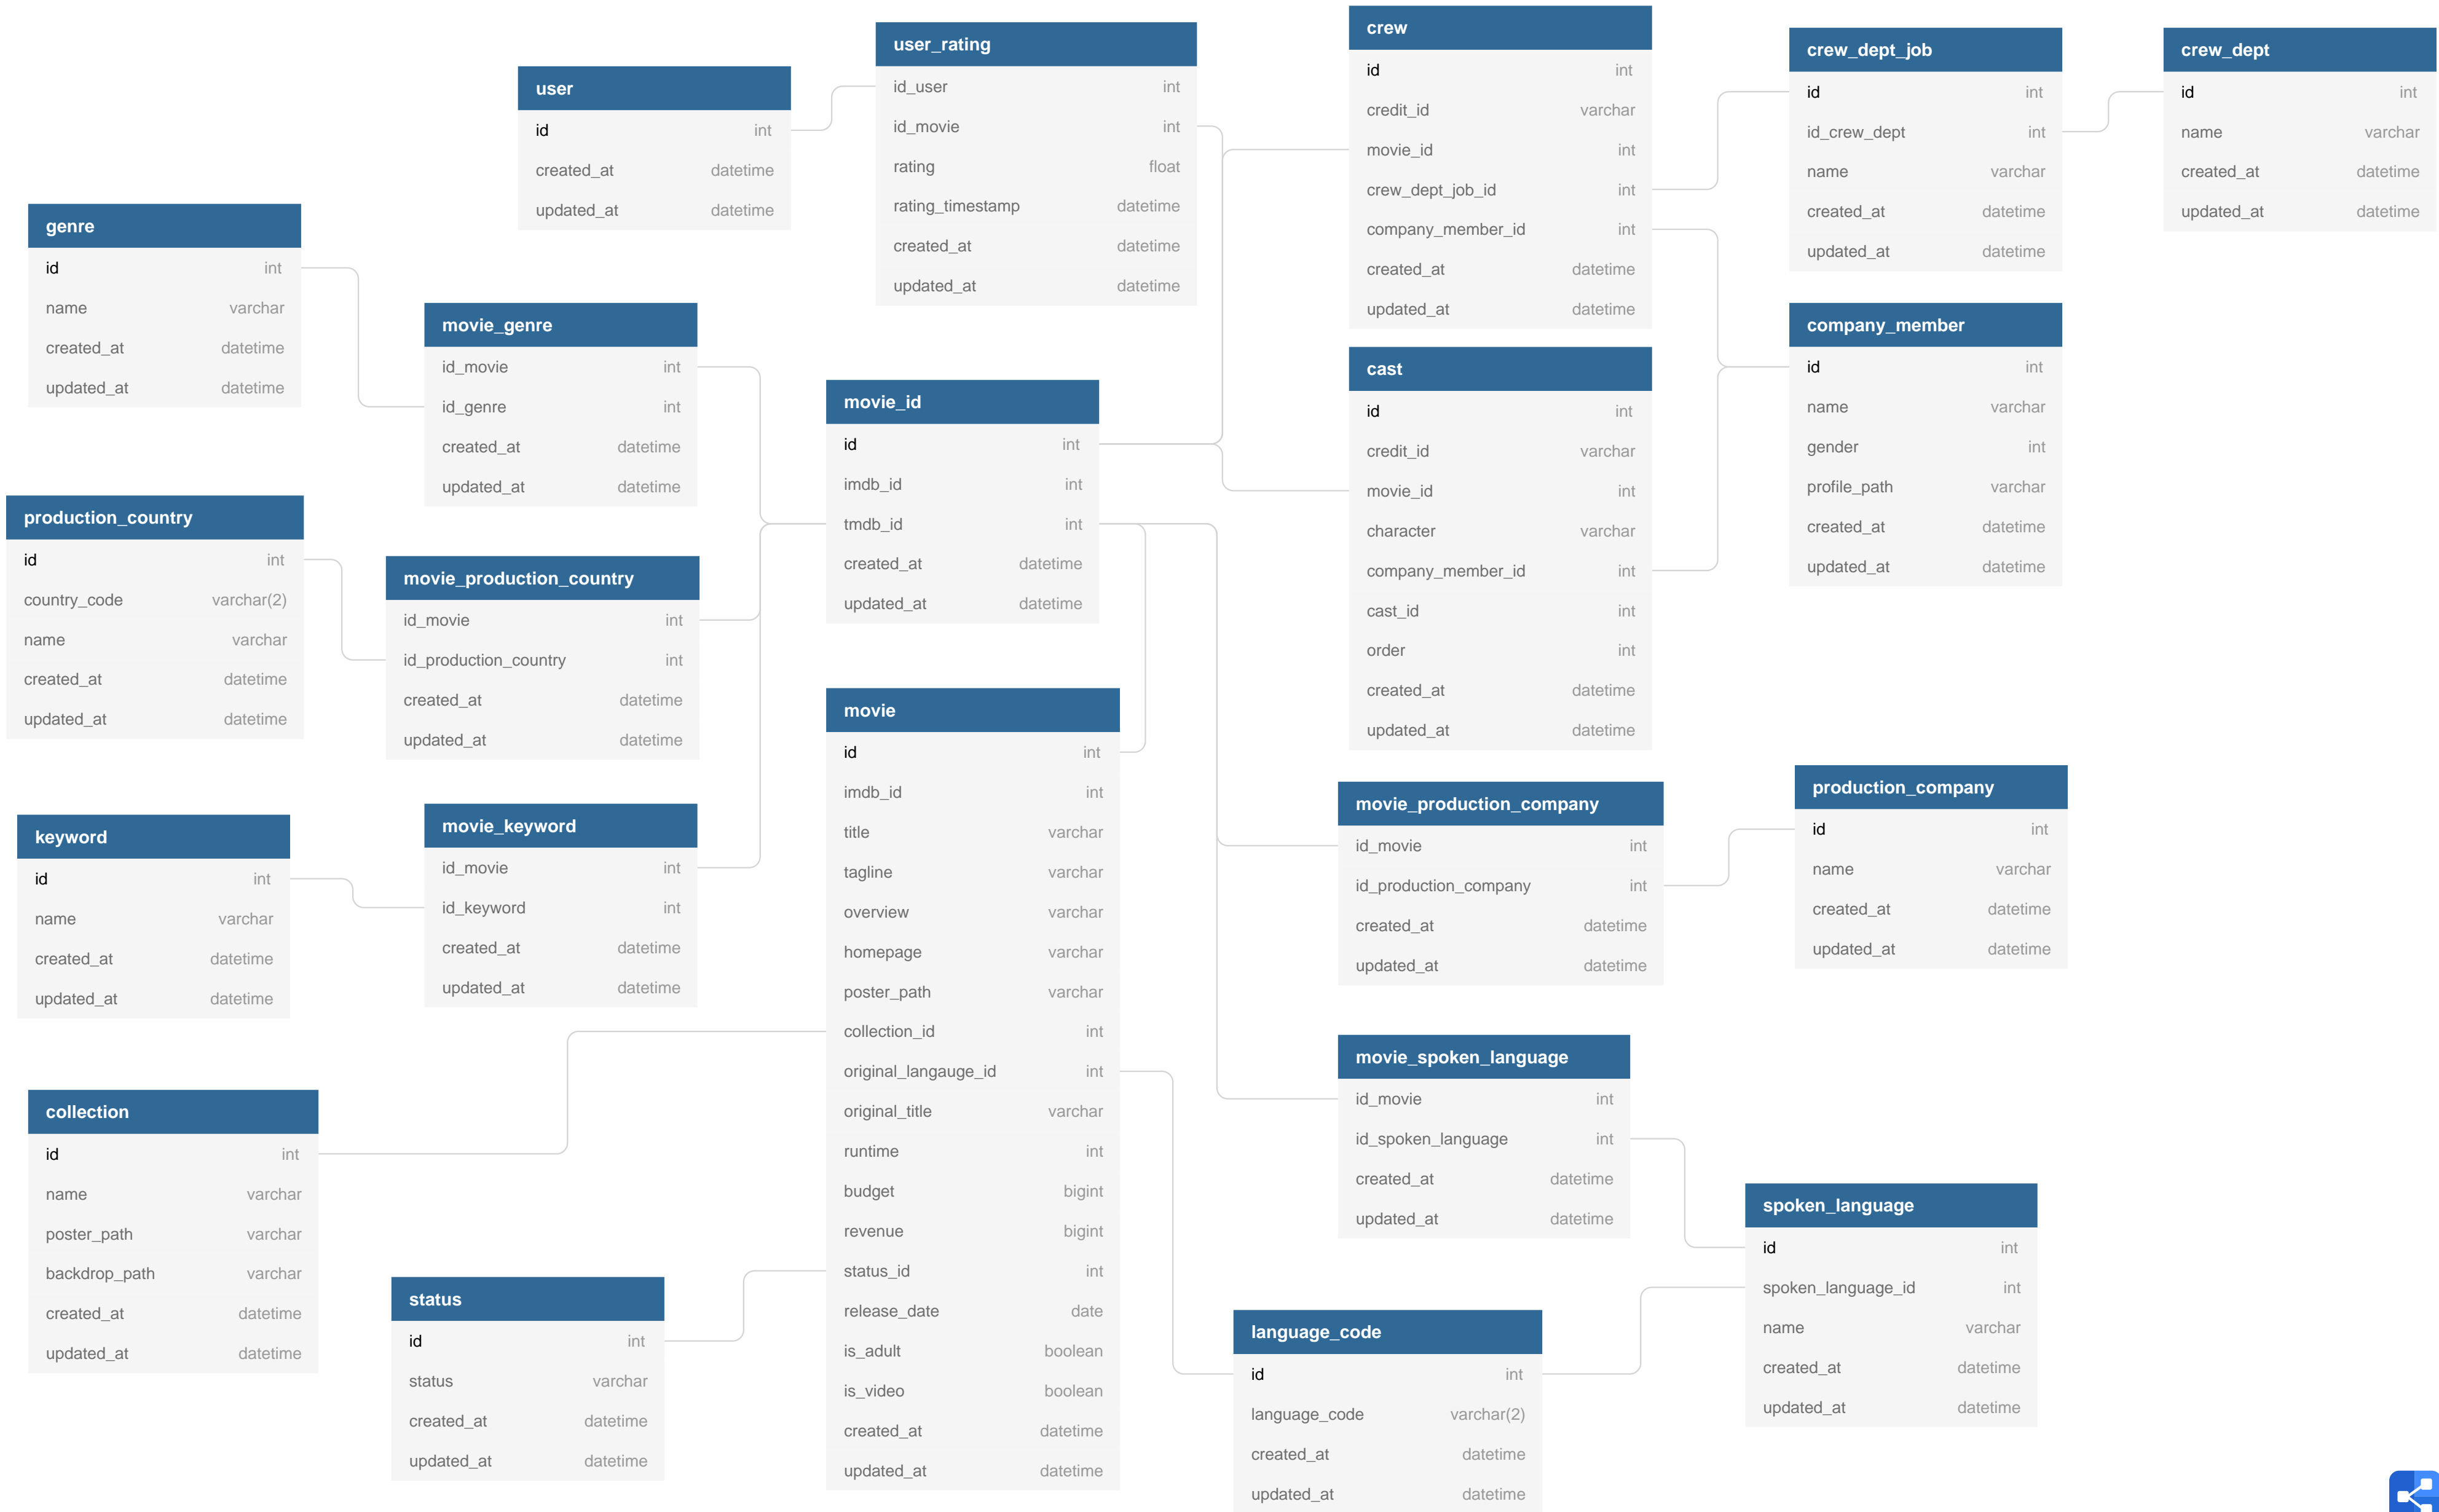 user
id int
created_at datetime
updated_at datetime
user_rating
id_user int
id_movie int
rating float
rating_timestamp datetime
created_at datetime
updated_at datetime
crew
id int
credit_id varchar
movie_id int
crew_dept_job_id int
company_member_id int
created_at datetime
updated_at datetime
crew_dept_job
id int
id_crew_dept int
name varchar
created_at datetime
updated_at datetime
crew_dept
id int
name varchar
created_at datetime
updated_at datetime
genre
id int
name varchar
created_at datetime
updated_at datetime
movie_genre
id_movie int
id_genre int
created_at datetime
updated_at datetime
movie_id
id int
imdb_id int
tmdb_id int
created_at datetime
updated_at datetime
cast
id int
credit_id varchar
movie_id int
character varchar
company_member_id int
cast_id int
order int
created_at datetime
updated_at datetime
company_member
id int
name varchar
gender int
profile_path varchar
created_at datetime
updated_at datetime
production_country
id int
country_code varchar(2)
name varchar
created_at datetime
updated_at datetime
movie_production_country
id_movie int
id_production_country int
created_at datetime
updated_at datetime
keyword
id int
name varchar
created_at datetime
updated_at datetime
movie_keyword
id_movie int
id_keyword int
created_at datetime
updated_at datetime
movie
id int
imdb_id int
title varchar
tagline varchar
overview varchar
homepage varchar
poster_path varchar
collection_id int
original_langauge_id int
original_title varchar
runtime int
budget bigint
revenue bigint
status_id int
release_date date
is_adult boolean
is_video boolean
created_at datetime
updated_at datetime
movie_production_company
id_movie int
id_production_company int
created_at datetime
updated_at datetime
production_company
id int
name varchar
created_at datetime
updated_at datetime
collection
id int
name varchar
poster_path varchar
backdrop_path varchar
created_at datetime
updated_at datetime
status
id int
status varchar
created_at datetime
updated_at datetime
movie_spoken_language
id_movie int
id_spoken_language int
created_at datetime
updated_at datetime
spoken_language
id int
spoken_language_id int
name varchar
created_at datetime
updated_at datetime
language_code
id int
language_code varchar(2)
created_at datetime
updated_at datetime